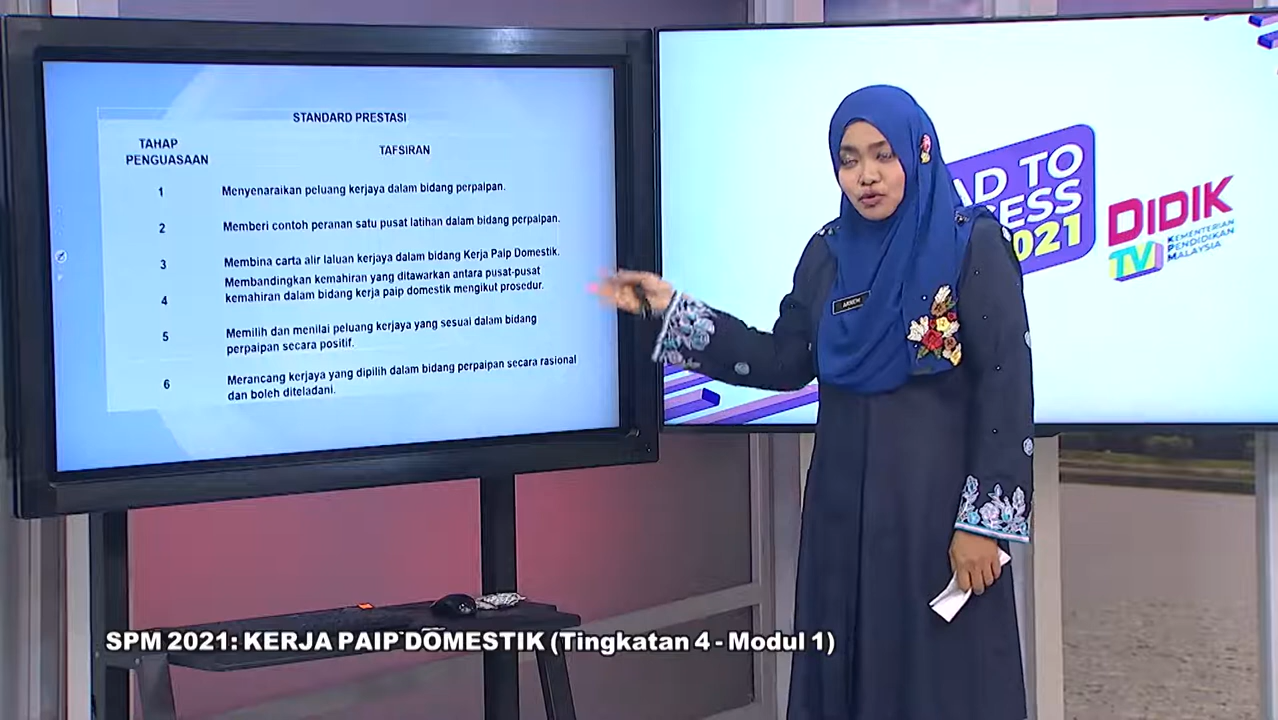 STANDARD PRESTASI
TAHAP
PENGUASAAN
TAFSIRAN
1
Menyenaraikan peluang kerjaya dalam bidang perpaipan.
2
Memberi contoh peranan satu pusat latihan dalam bidang perpaipan.
3
Membina carta alir laluan kerjaya dalam bidang Kerja Paip Domestik.
4
Membandingkan kemahiran yang ditawarkan antara pusat-pusat
kemahiran dalam bidang kerja paip domestik mengikut prosedur.
5
Memilih dan menilai peluang kerjaya yang sesuai dalam bidang
perpaipan secara positif.
6
Merancang kerjaya yang dipilih dalam bidang perpaipan secara rasional
dan boleh diteladani.
AD TO
CESS
2021
DIDIK
TV
KEMENTERIAN
PENDIDIKAN
MALAYSIA
SPM 2021: KERJA PAIP DOMESTIK (Tingkatan 4 - Modul 1)